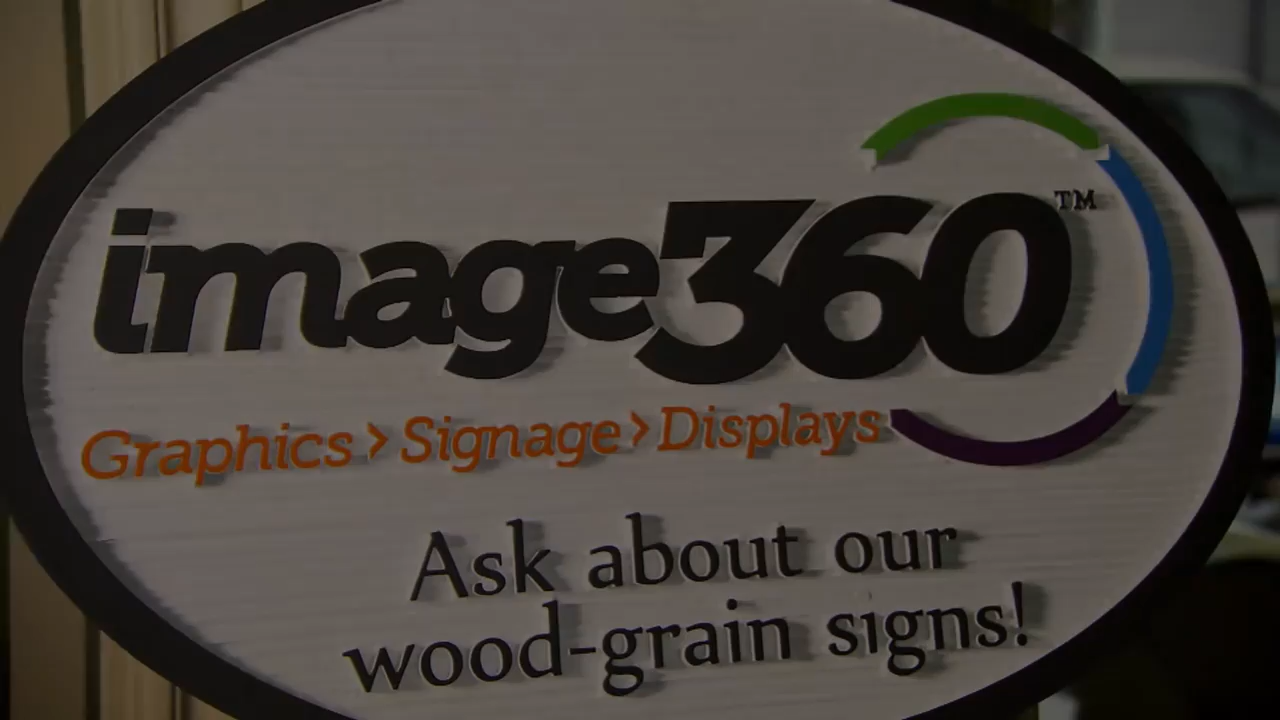 image360™
Graphics > Signage > Displays
Ask about our
wood-grain signs!